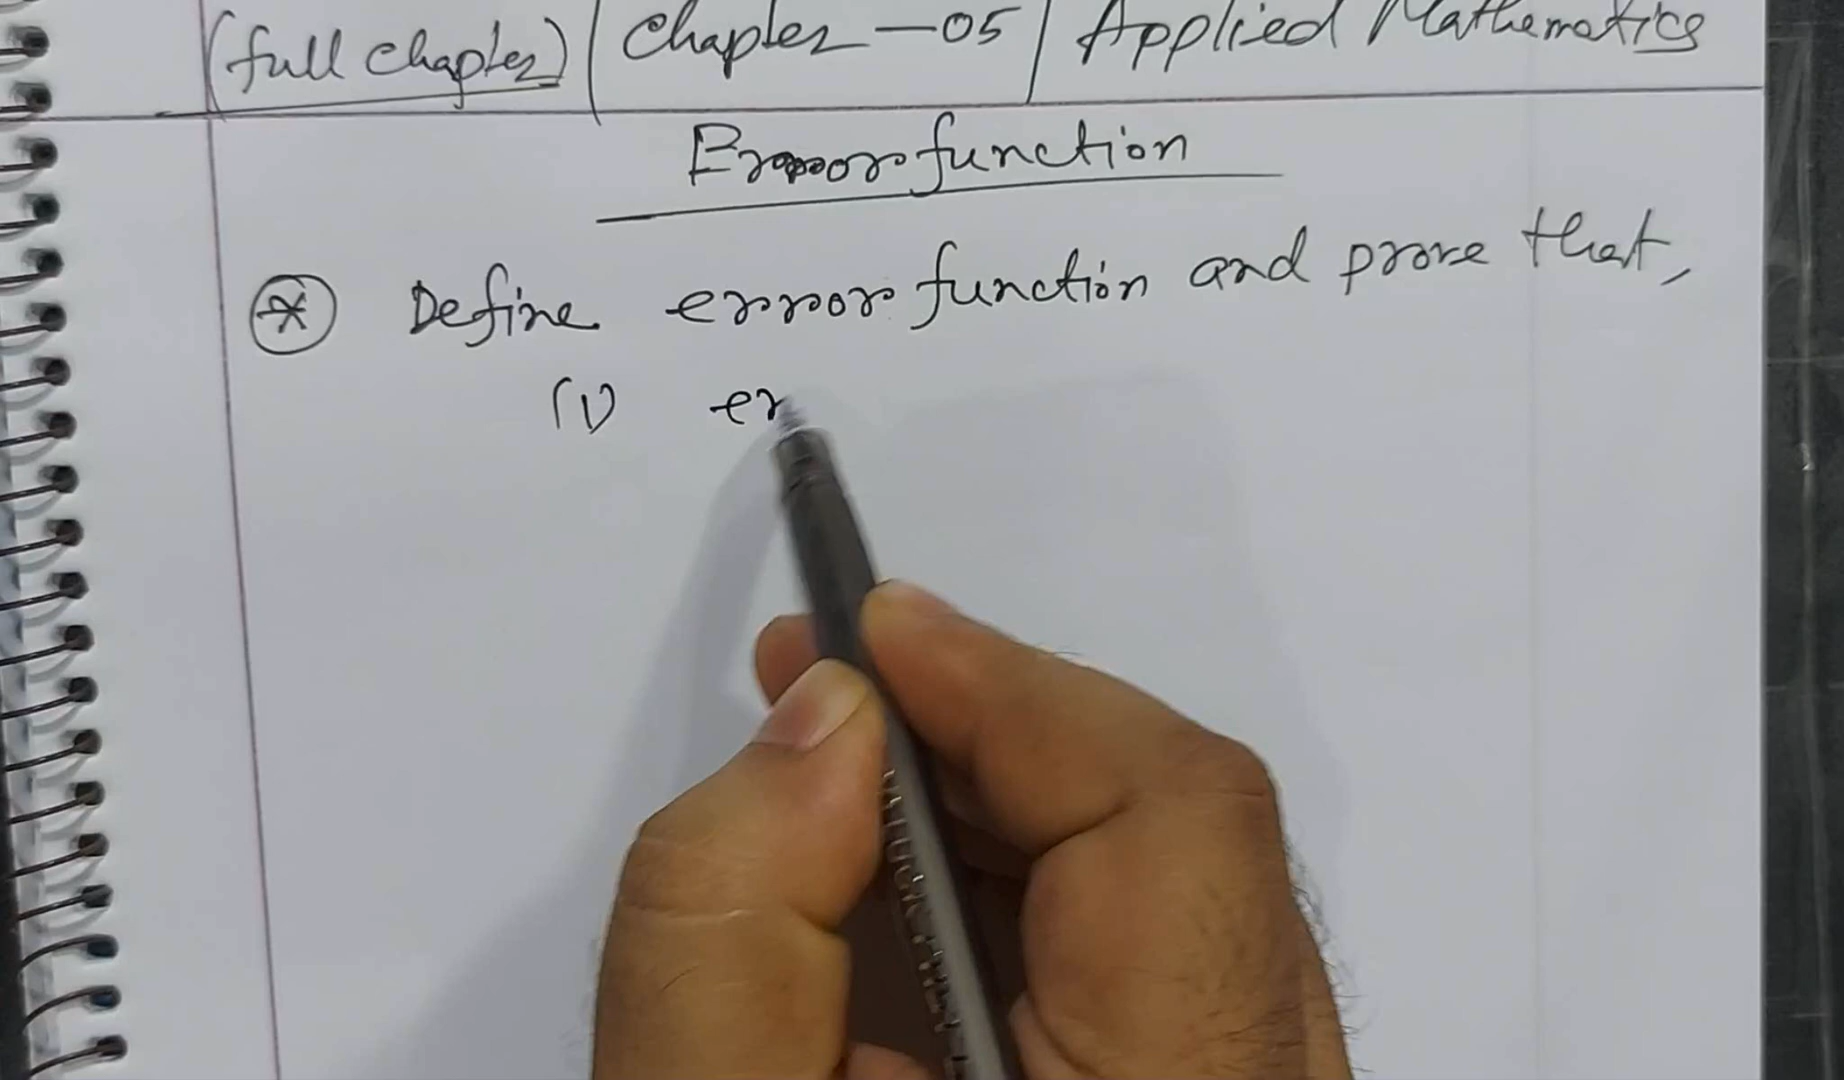 (full chapter) / Chapter-05 / Applied Mathematics
Error function
* Define error function and prove that,
(1) er